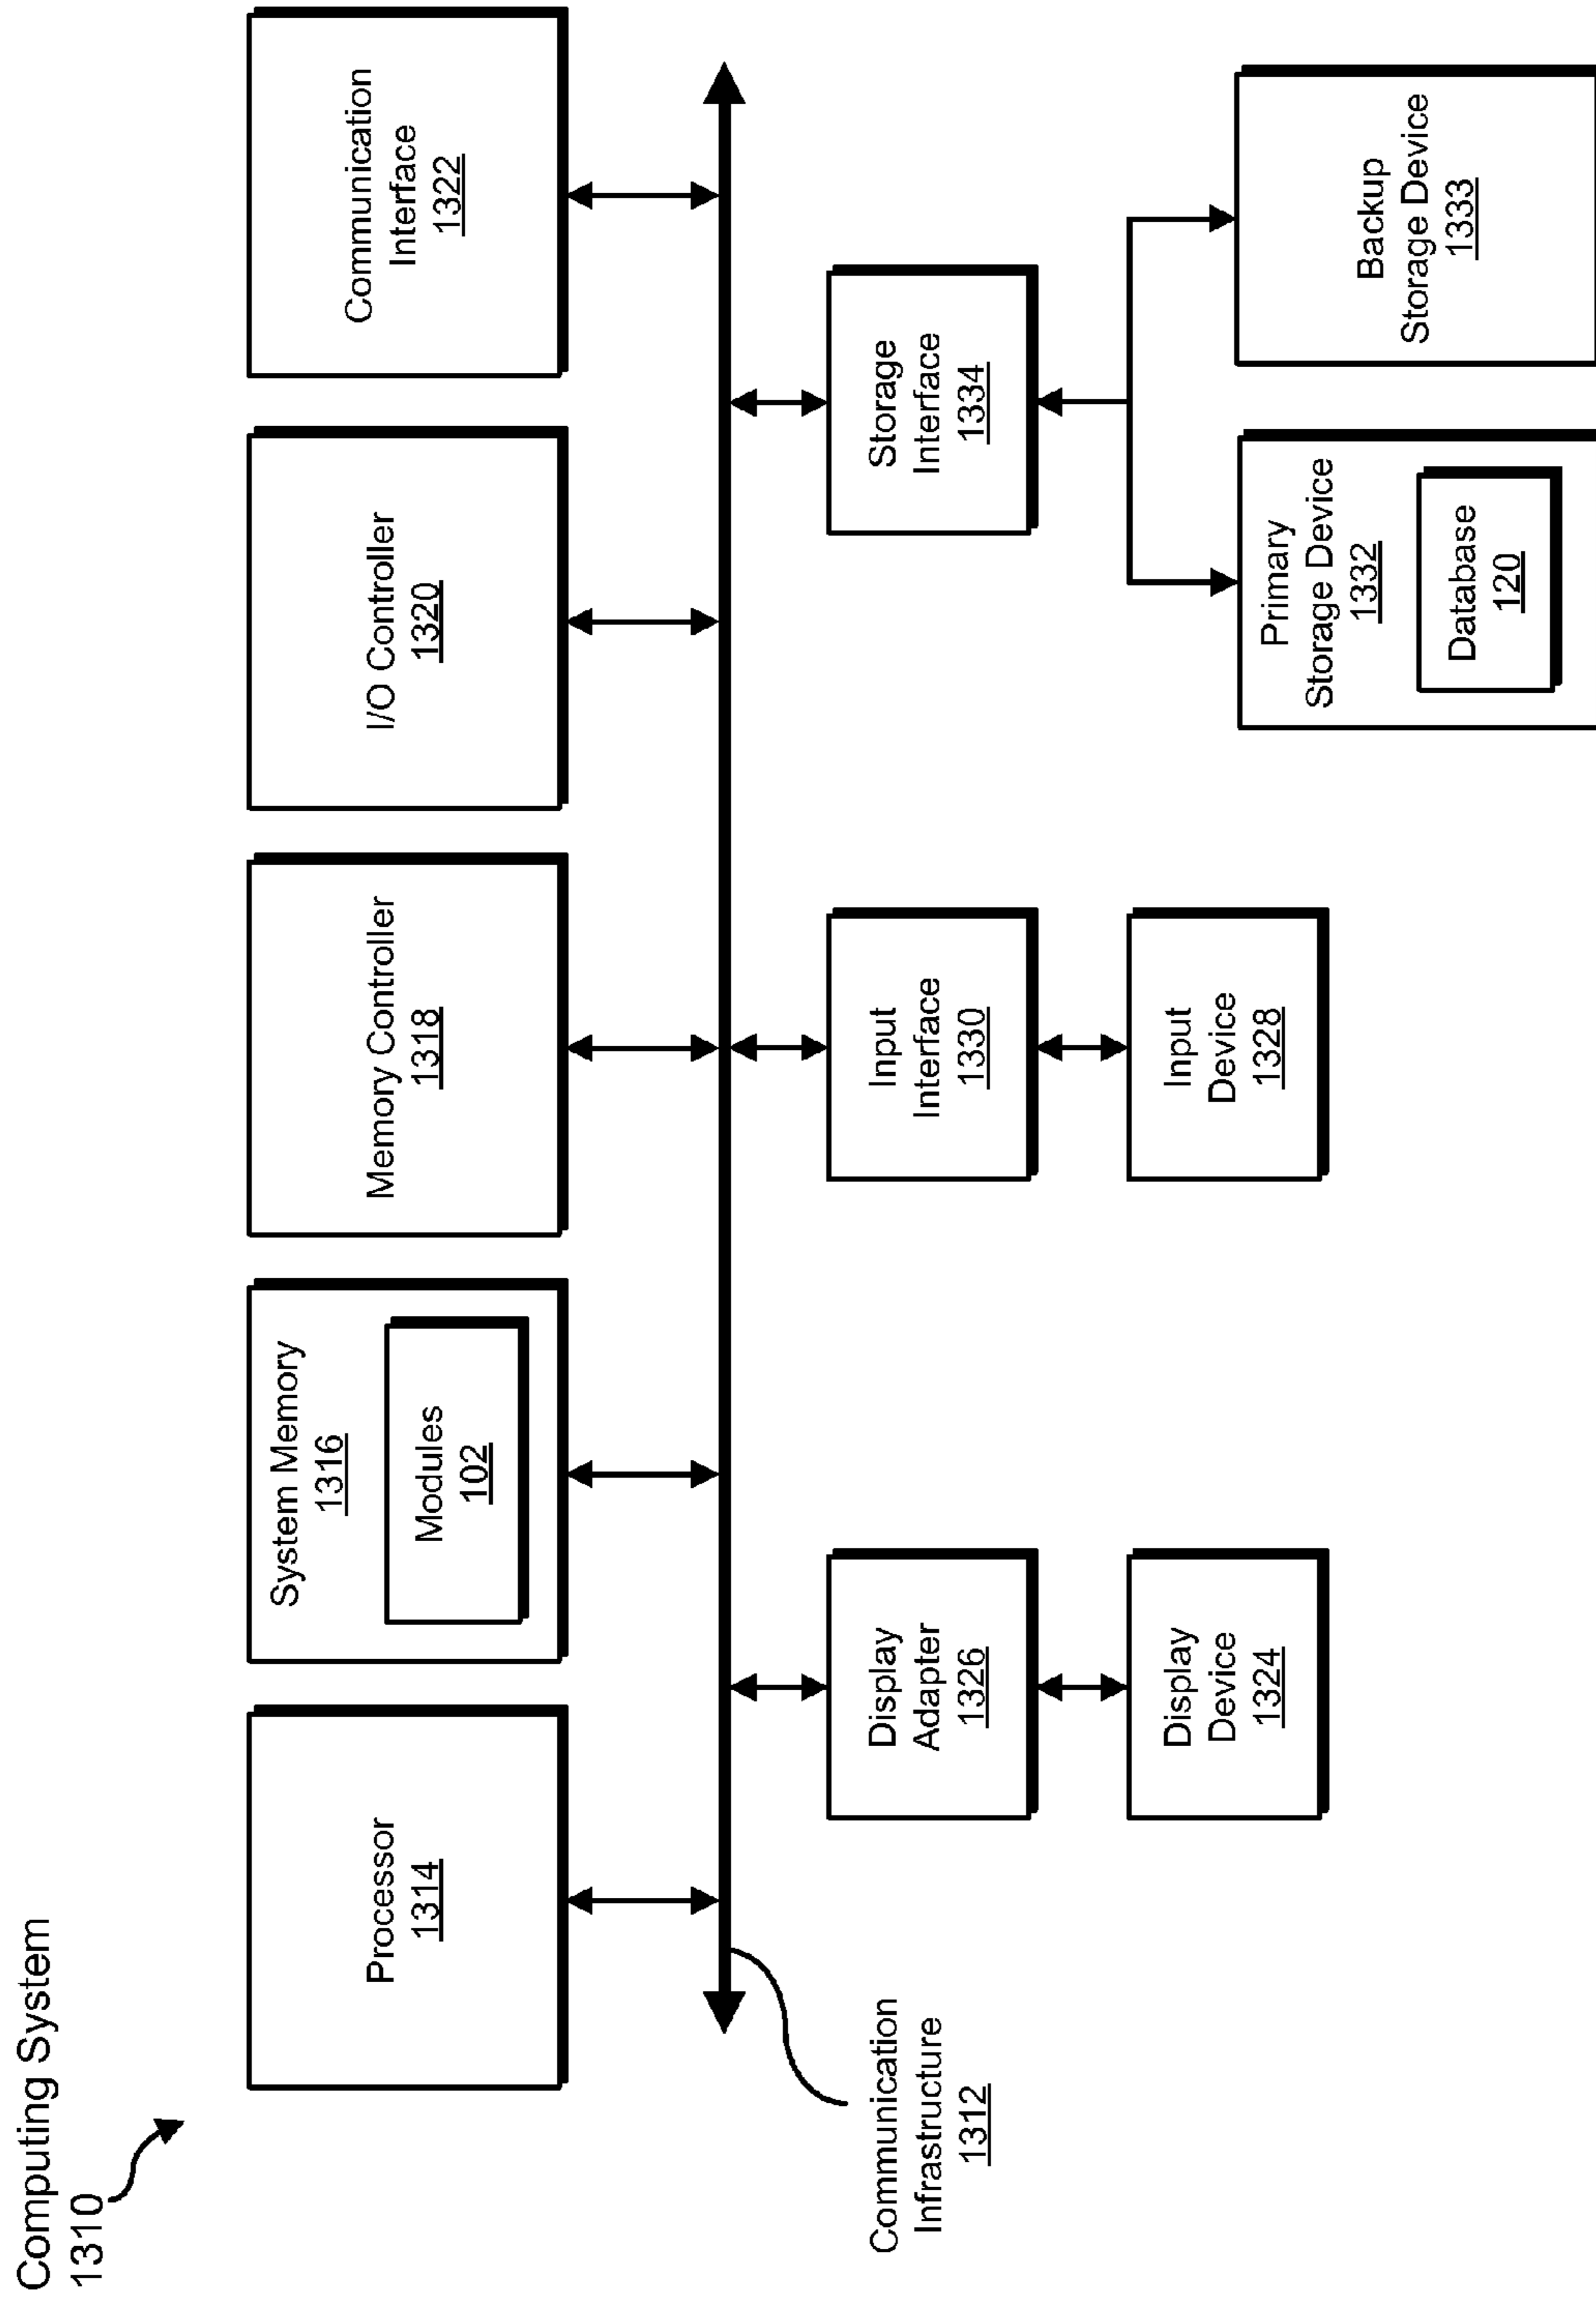 Computing System
1310
Processor
1314
System Memory
1316
Modules
102
Memory Controller
1318
I/O Controller
1320
Communication
Interface
1322
Communication
Infrastructure
1312
Display
Adapter
1326
Input
Interface
1330
Storage
Interface
1334
Display
Device
1324
Input
Device
1328
Primary
Storage Device
1332
Database
120
Backup
Storage Device
1333